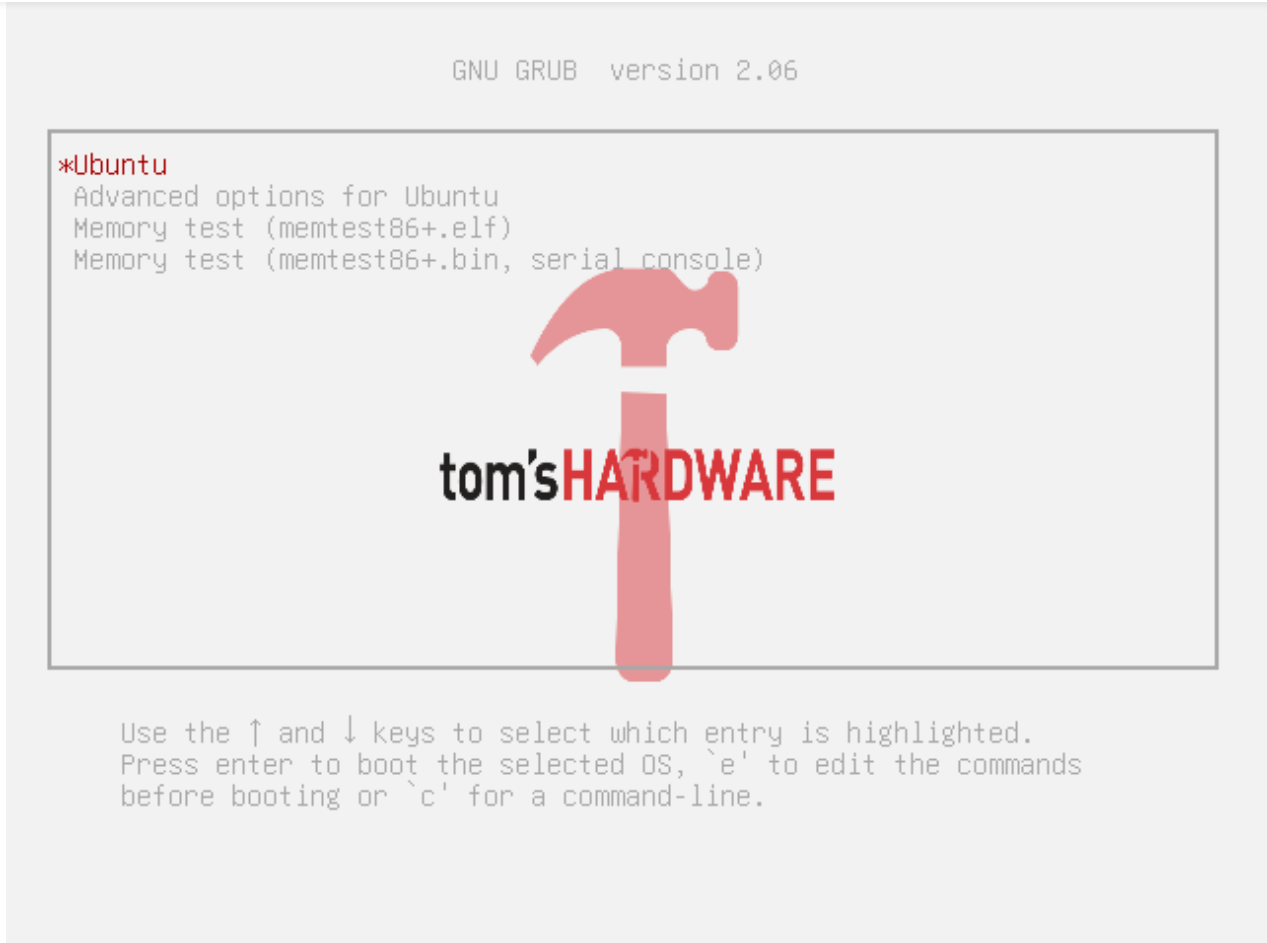 GNU GRUB  version 2.06
*Ubuntu
Advanced options for Ubuntu
Memory test (memtest86+.elf)
Memory test (memtest86+.bin, serial console)
tom'sHARDWARE
Use the ↑ and ↓ keys to select which entry is highlighted.
Press enter to boot the selected OS, `e' to edit the commands
before booting or `c' for a command-line.